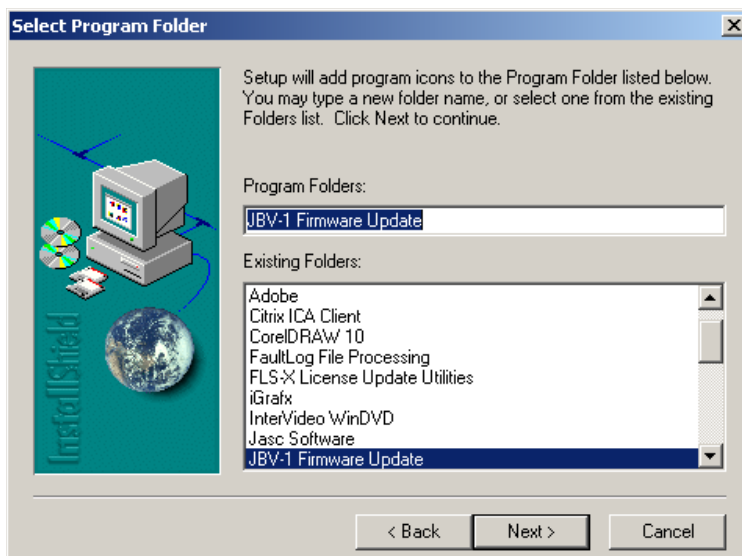 Select Program Folder
Setup will add program icons to the Program Folder listed below.
You may type a new folder name, or select one from the existing
Folders list.  Click Next to continue.
Program Folders:
JBV-1 Firmware Update
Existing Folders:
Adobe
Citrix ICA Client
CorelDRAW 10
FaultLog File Processing
FLS-X License Update Utilities
iGrafx
InterVideo WinDVD
Jasc Software
JBV-1 Firmware Update
InstallShield
< Back
Next >
Cancel